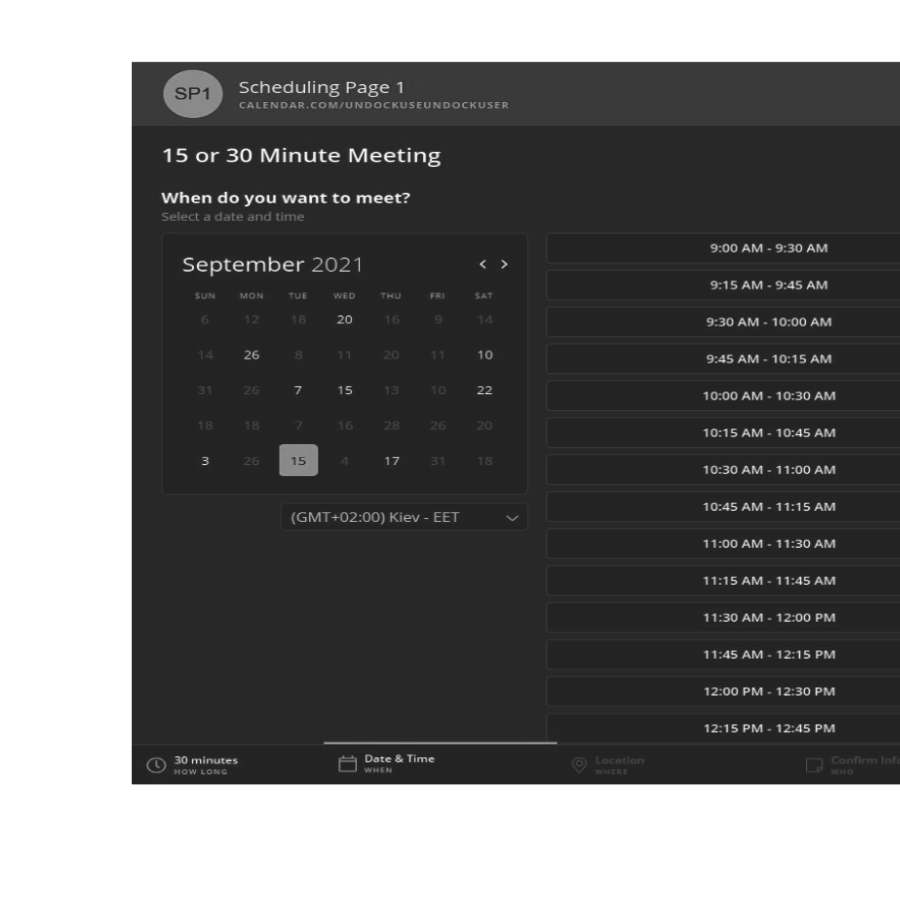 SP1
Scheduling Page 1
CALENDAR.COM/UNDOCKUSEUNDOCKUSER
15 or 30 Minute Meeting
When do you want to meet?
Select a date and time
September 2021 < >
SUN MON TUE WED THU FRI SAT
6 12 18 20 16 9 14
14 26 8 11 20 11 10
31 26 7 15 13 10 22
18 18 7 16 28 26 20
3 26 15 4 17 31 18
(GMT+02:00) Kiev - EET
9:00 AM - 9:30 AM
9:15 AM - 9:45 AM
9:30 AM - 10:00 AM
9:45 AM - 10:15 AM
10:00 AM - 10:30 AM
10:15 AM - 10:45 AM
10:30 AM - 11:00 AM
10:45 AM - 11:15 AM
11:00 AM - 11:30 AM
11:15 AM - 11:45 AM
11:30 AM - 12:00 PM
11:45 AM - 12:15 PM
12:00 PM - 12:30 PM
12:15 PM - 12:45 PM
30 minutes
HOW LONG
Date & Time
WHEN
Location
WHERE
Confirm Info
WHO